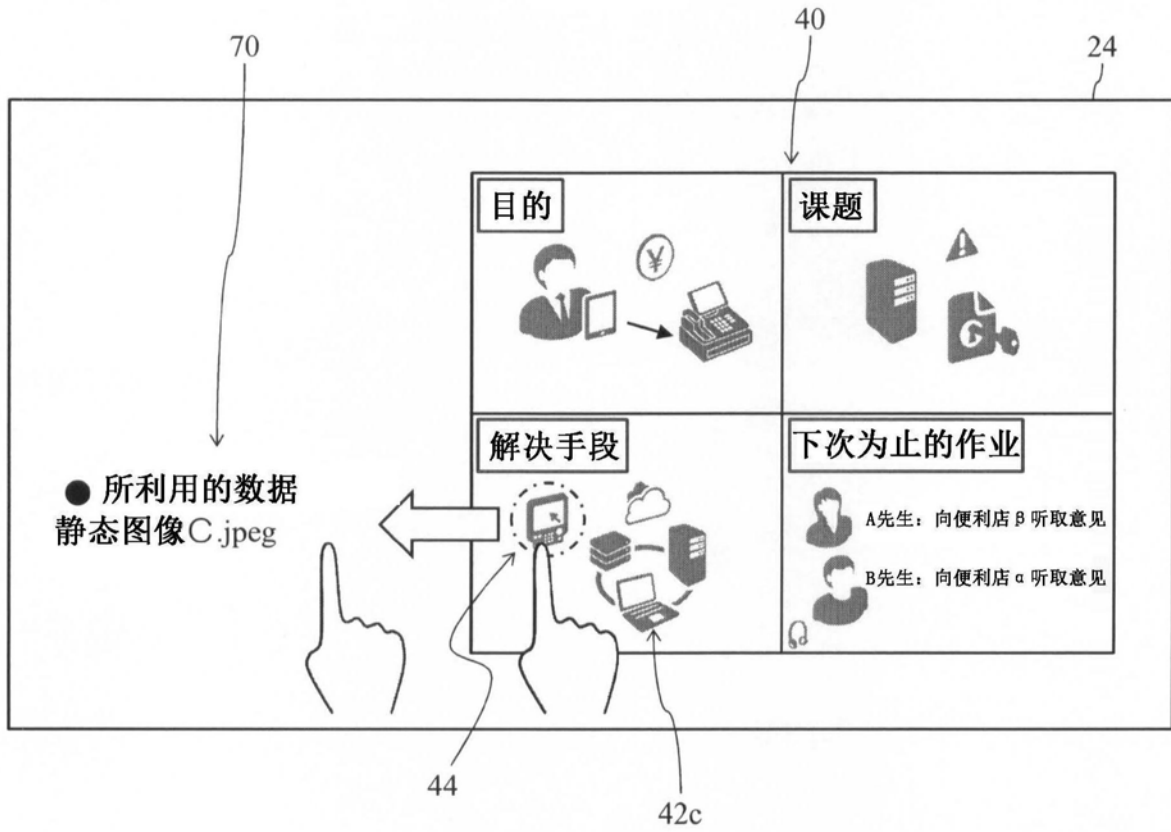 70
40
24
目的
¥
课题
解决手段
下次为止的作业
A先生：向便利店β听取意见
B先生：向便利店α听取意见
● 所利用的数据
静态图像C.jpeg
44
42c